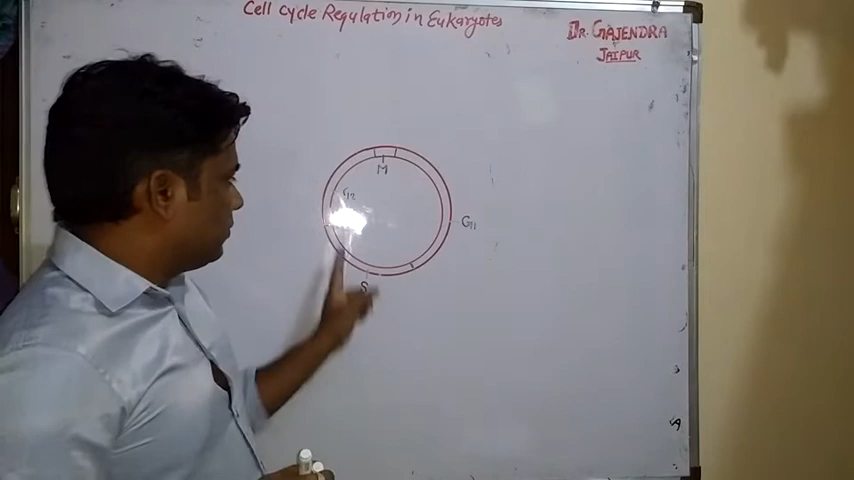 Cell Cycle Regulation in Eukaryotes
DR. GAJENDRA
JAIPUR
M
G2
G1
S